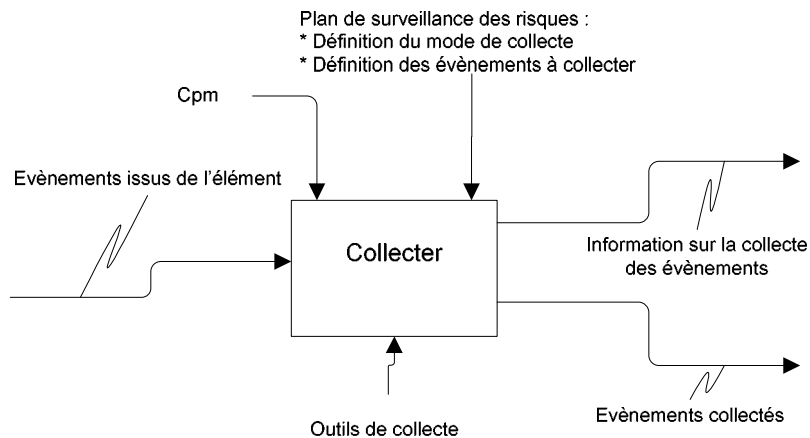 Plan de surveillance des risques :
* Définition du mode de collecte
* Définition des évènements à collecter
Cpm
Evènements issus de l'élément
Collecter
Information sur la collecte
des évènements
Outils de collecte
Evènements collectés